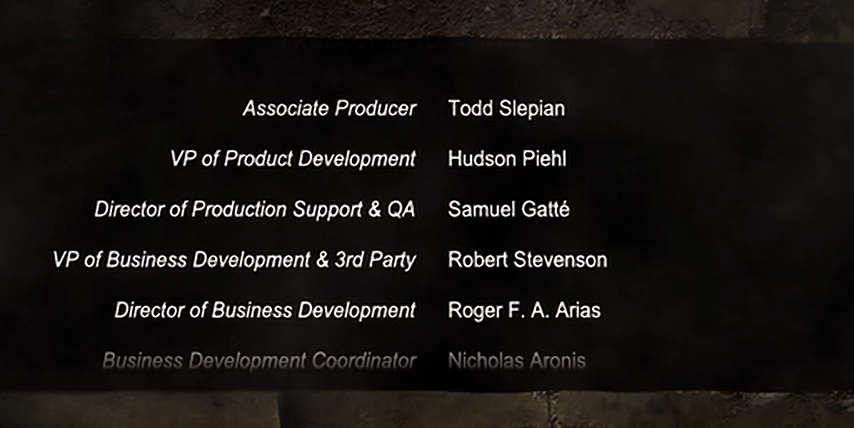 Associate Producer Todd Slepian
VP of Product Development Hudson Piehl
Director of Production Support & QA Samuel Gatté
VP of Business Development & 3rd Party Robert Stevenson
Director of Business Development Roger F. A. Arias
Business Development Coordinator Nicholas Aronis